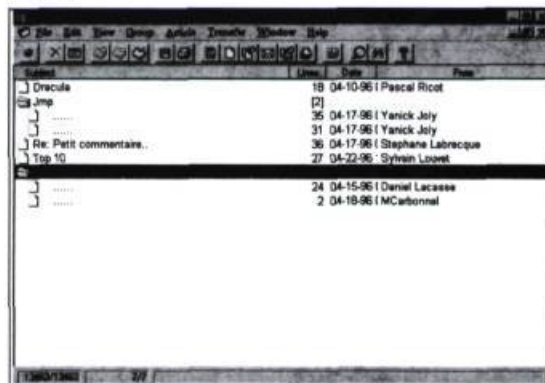 File Edit View Group Article Transfer Window Help
Subject Lines Date From
Dracula 18 04-10-96 Pascal Ricot
Jmp [2]
...... 35 04-17-96 Yanick Joly
...... 31 04-17-96 Yanick Joly
Re: Petit commentaire.. 36 04-17-96 Stephane Labrecque
Top 10 27 04-22-96 Sylvain Louvet
...... 24 04-15-96 Daniel Lacasse
...... 2 04-18-96 MCarbonnel
2/7